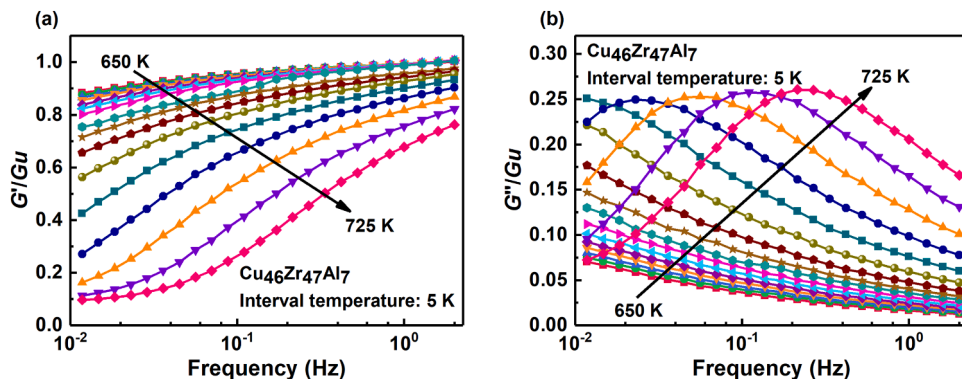 (a)
1.0
0.8
0.6
0.4
0.2
0.0
G'/Gu
650 K
725 K
Cu46Zr47Al7
Interval temperature: 5 K
10-2
10-1
100
Frequency (Hz)
(b)
0.30
0.25
0.20
0.15
0.10
0.05
0.00
G''/Gu
Cu46Zr47Al7
Interval temperature: 5 K
725 K
650 K
10-2
10-1
100
Frequency (Hz)